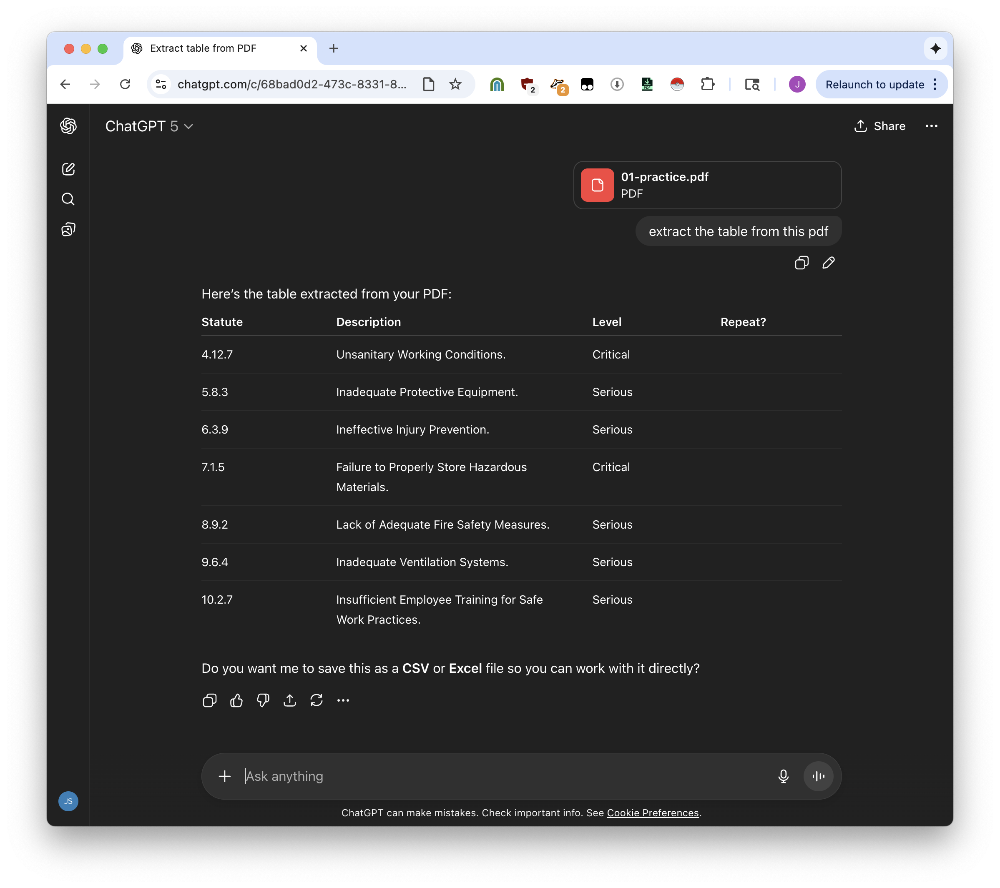 Extract table from PDF
chatgpt.com/c/68bad0d2-473c-8331-8...
2
2
PDF
J
Relaunch to update
ChatGPT 5
Share
01-practice.pdf
PDF
extract the table from this pdf
Here’s the table extracted from your PDF:
Statute Description Level Repeat?
4.12.7 Unsanitary Working Conditions. Critical
5.8.3 Inadequate Protective Equipment. Serious
6.3.9 Ineffective Injury Prevention. Serious
7.1.5 Failure to Properly Store Hazardous Critical
Materials.
8.9.2 Lack of Adequate Fire Safety Measures. Serious
9.6.4 Inadequate Ventilation Systems. Serious
10.2.7 Insufficient Employee Training for Safe Serious
Work Practices.
Do you want me to save this as a CSV or Excel file so you can work with it directly?
Ask anything
JS
ChatGPT can make mistakes. Check important info. See Cookie Preferences.